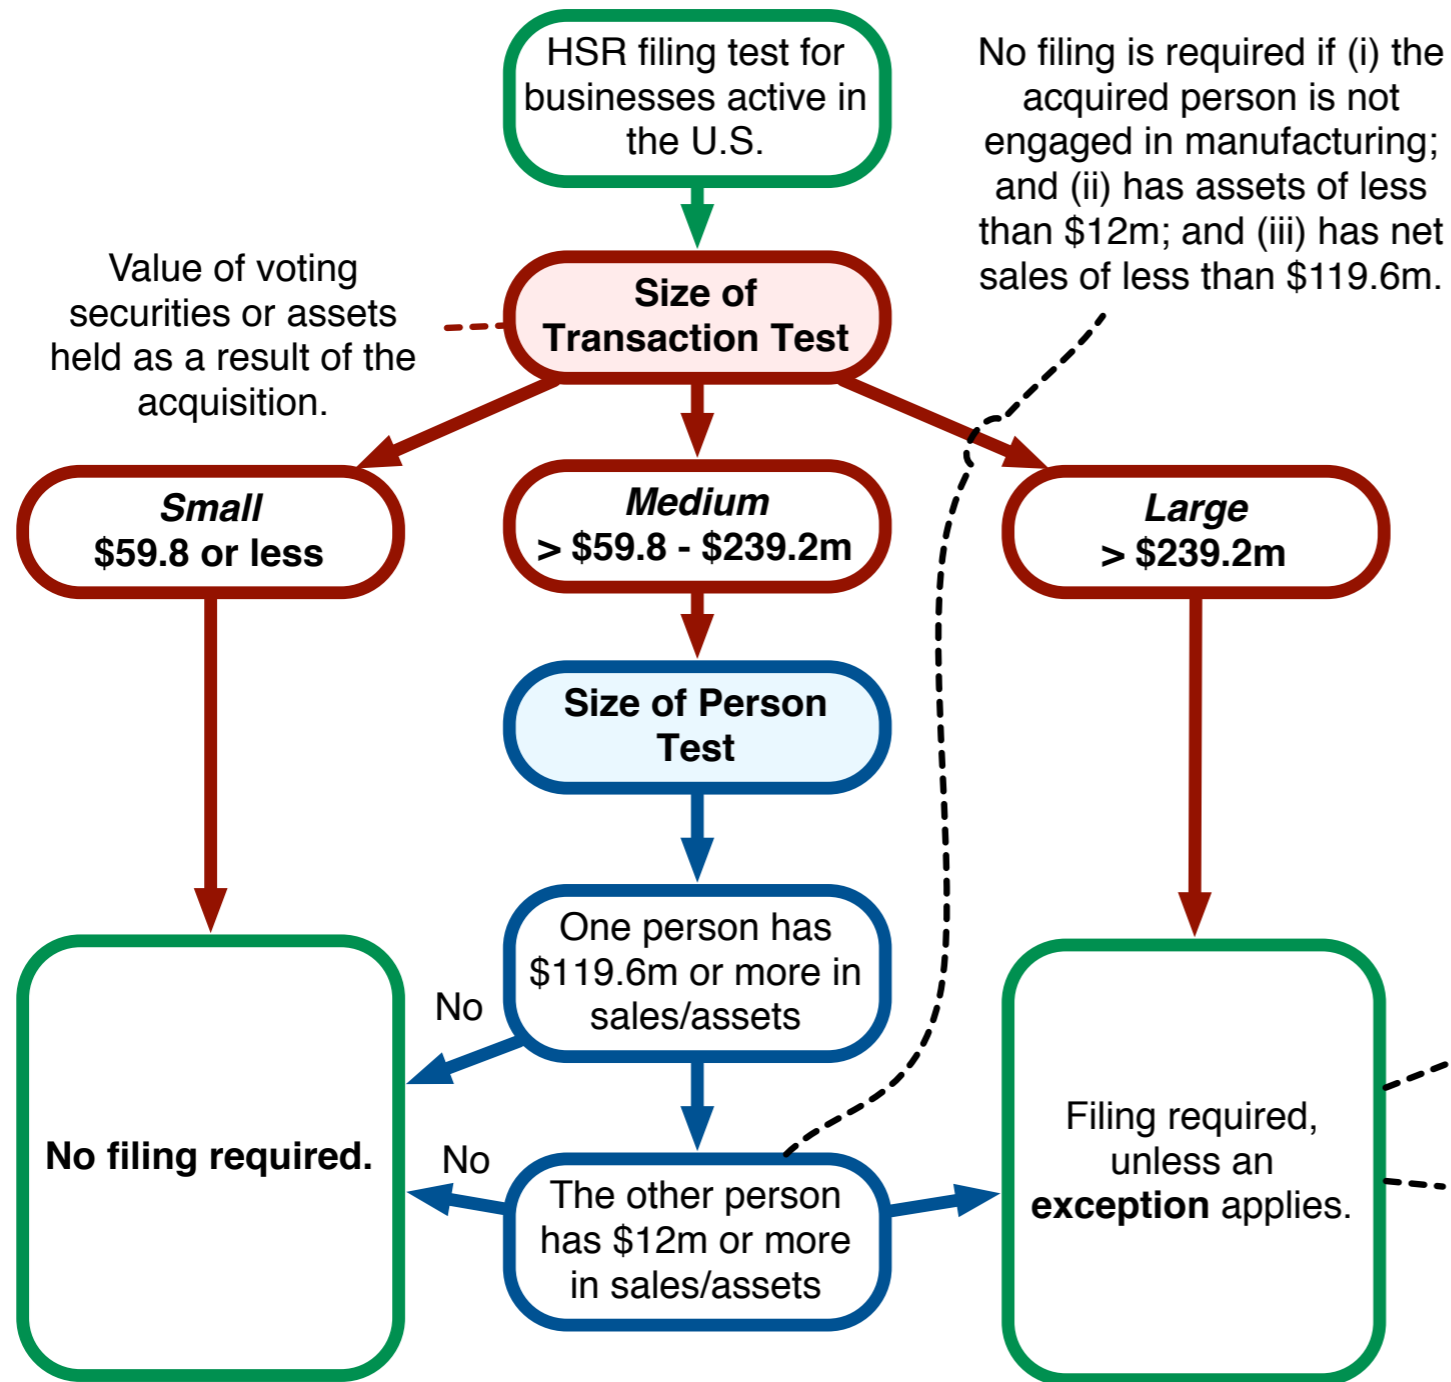 HSR filing test for
businesses active in
the U.S.
No filing is required if (i) the
acquired person is not
engaged in manufacturing;
and (ii) has assets of less
than $12m; and (iii) has net
sales of less than $119.6m.
Value of voting
securities or assets
held as a result of the
acquisition.
Size of
Transaction Test
Small
$59.8 or less
Medium
> $59.8 - $239.2m
Large
> $239.2m
Size of Person
Test
One person has
$119.6m or more in
sales/assets
No
No filing required.
No
The other person
has $12m or more
in sales/assets
Filing required,
unless an
exception applies.